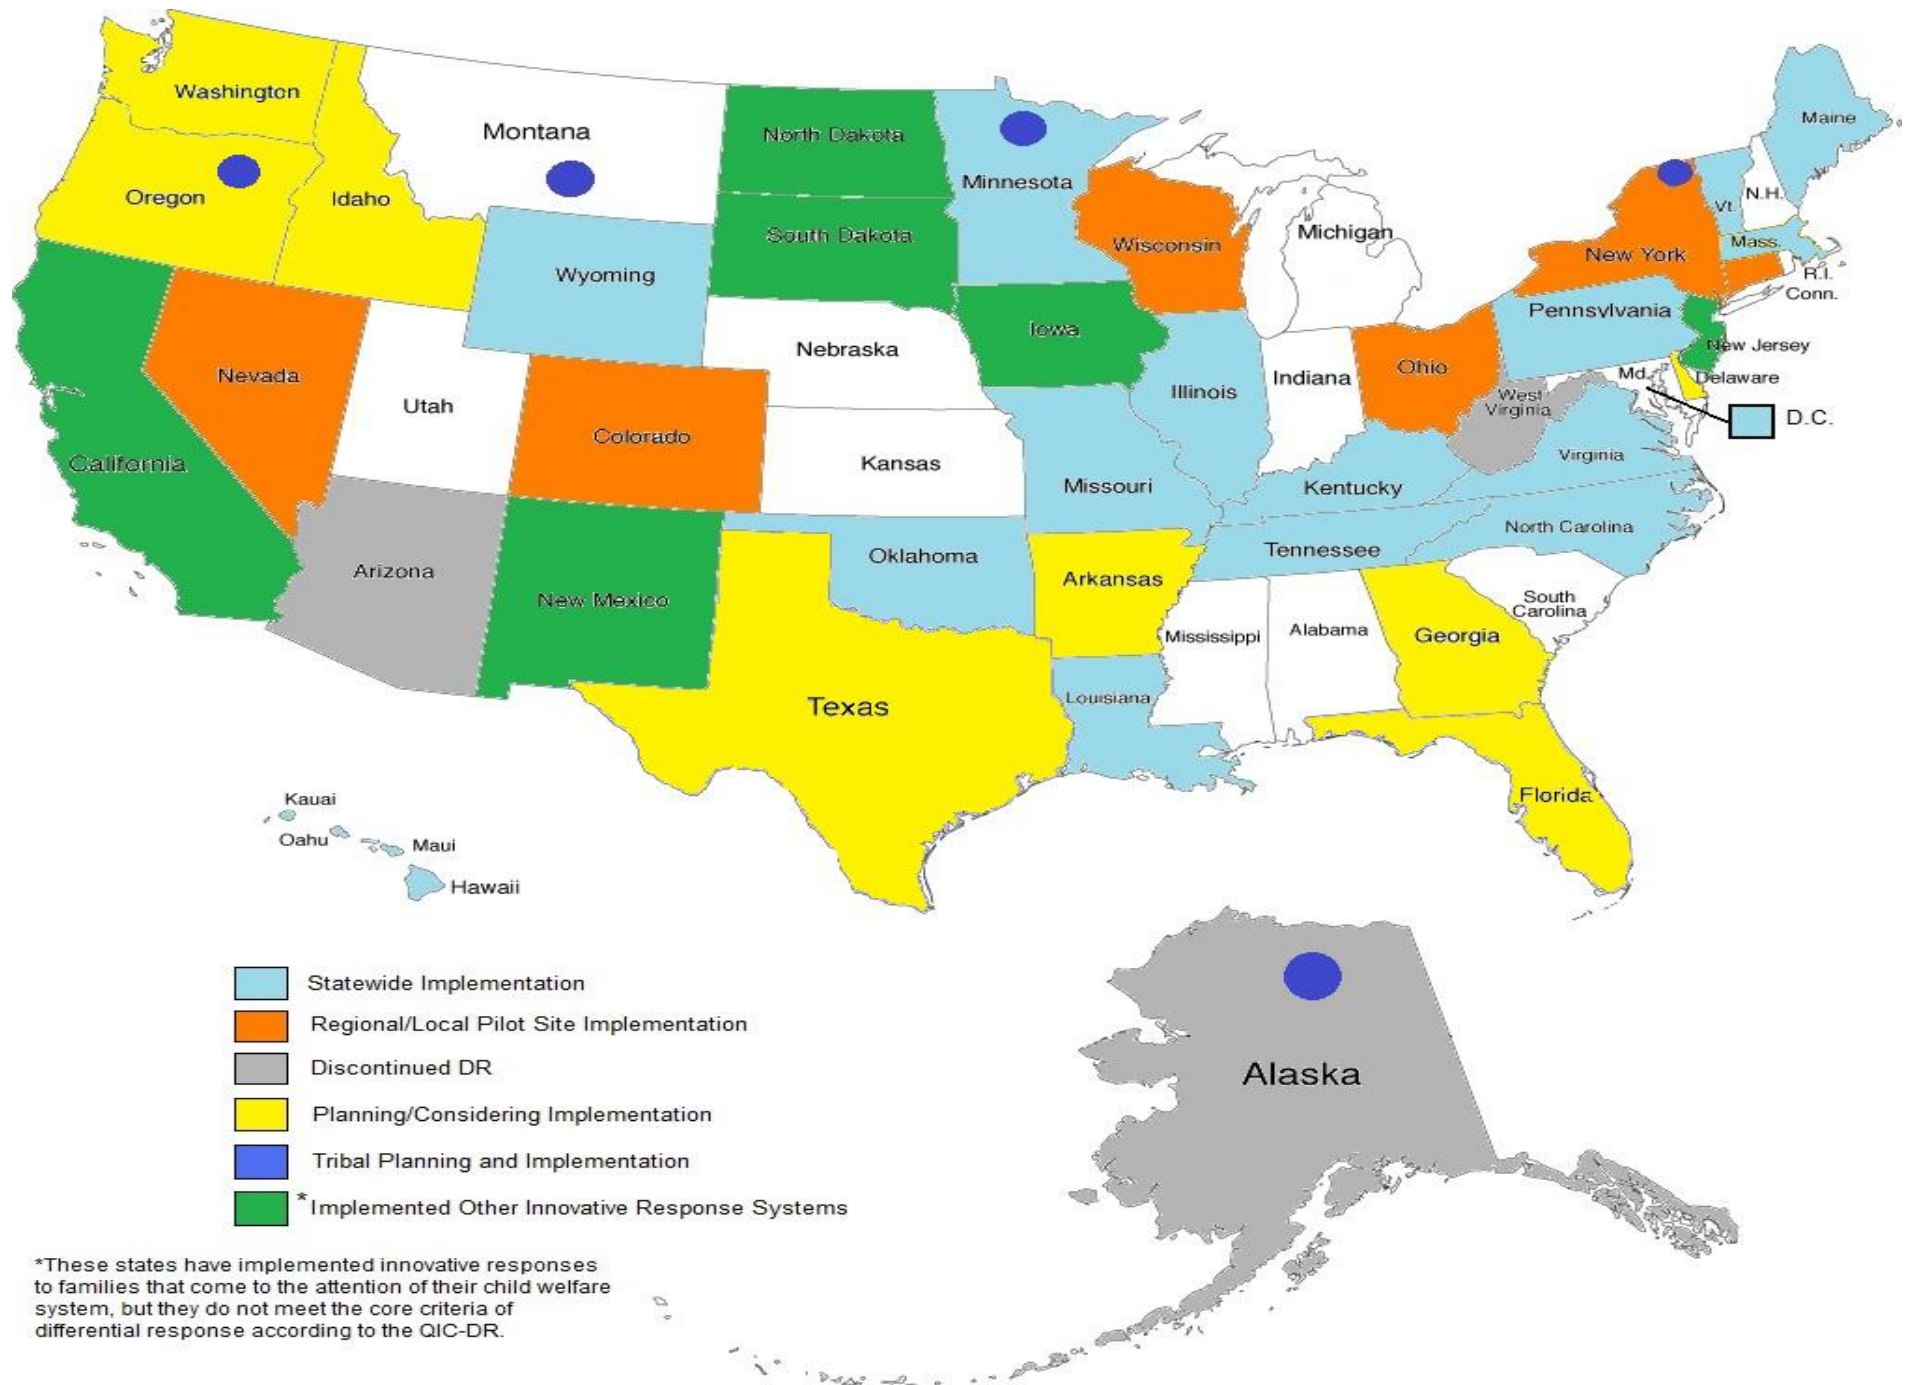 Washington
Montana
North Dakota
Minnesota
Maine
Oregon
Idaho
South Dakota
Wyoming
Wisconsin
Michigan
New York
Vt.
N.H.
Mass.
R.I.
Conn.
Nevada
Utah
Nebraska
Iowa
Illinois
Indiana
Ohio
Pennsylvania
New Jersey
Md.
Delaware
D.C.
West
Virginia
Virginia
California
Colorado
Kansas
Missouri
Kentucky
North Carolina
Arizona
New Mexico
Oklahoma
Arkansas
Tennessee
South
Carolina
Mississippi
Alabama
Georgia
Texas
Louisiana
Florida
Kauai
Oahu
Maui
Hawaii
Alaska
Statewide Implementation
Regional/Local Pilot Site Implementation
Discontinued DR
Planning/Considering Implementation
Tribal Planning and Implementation
*Implemented Other Innovative Response Systems
*These states have implemented innovative responses
to families that come to the attention of their child welfare
system, but they do not meet the core criteria of
differential response according to the QIC-DR.